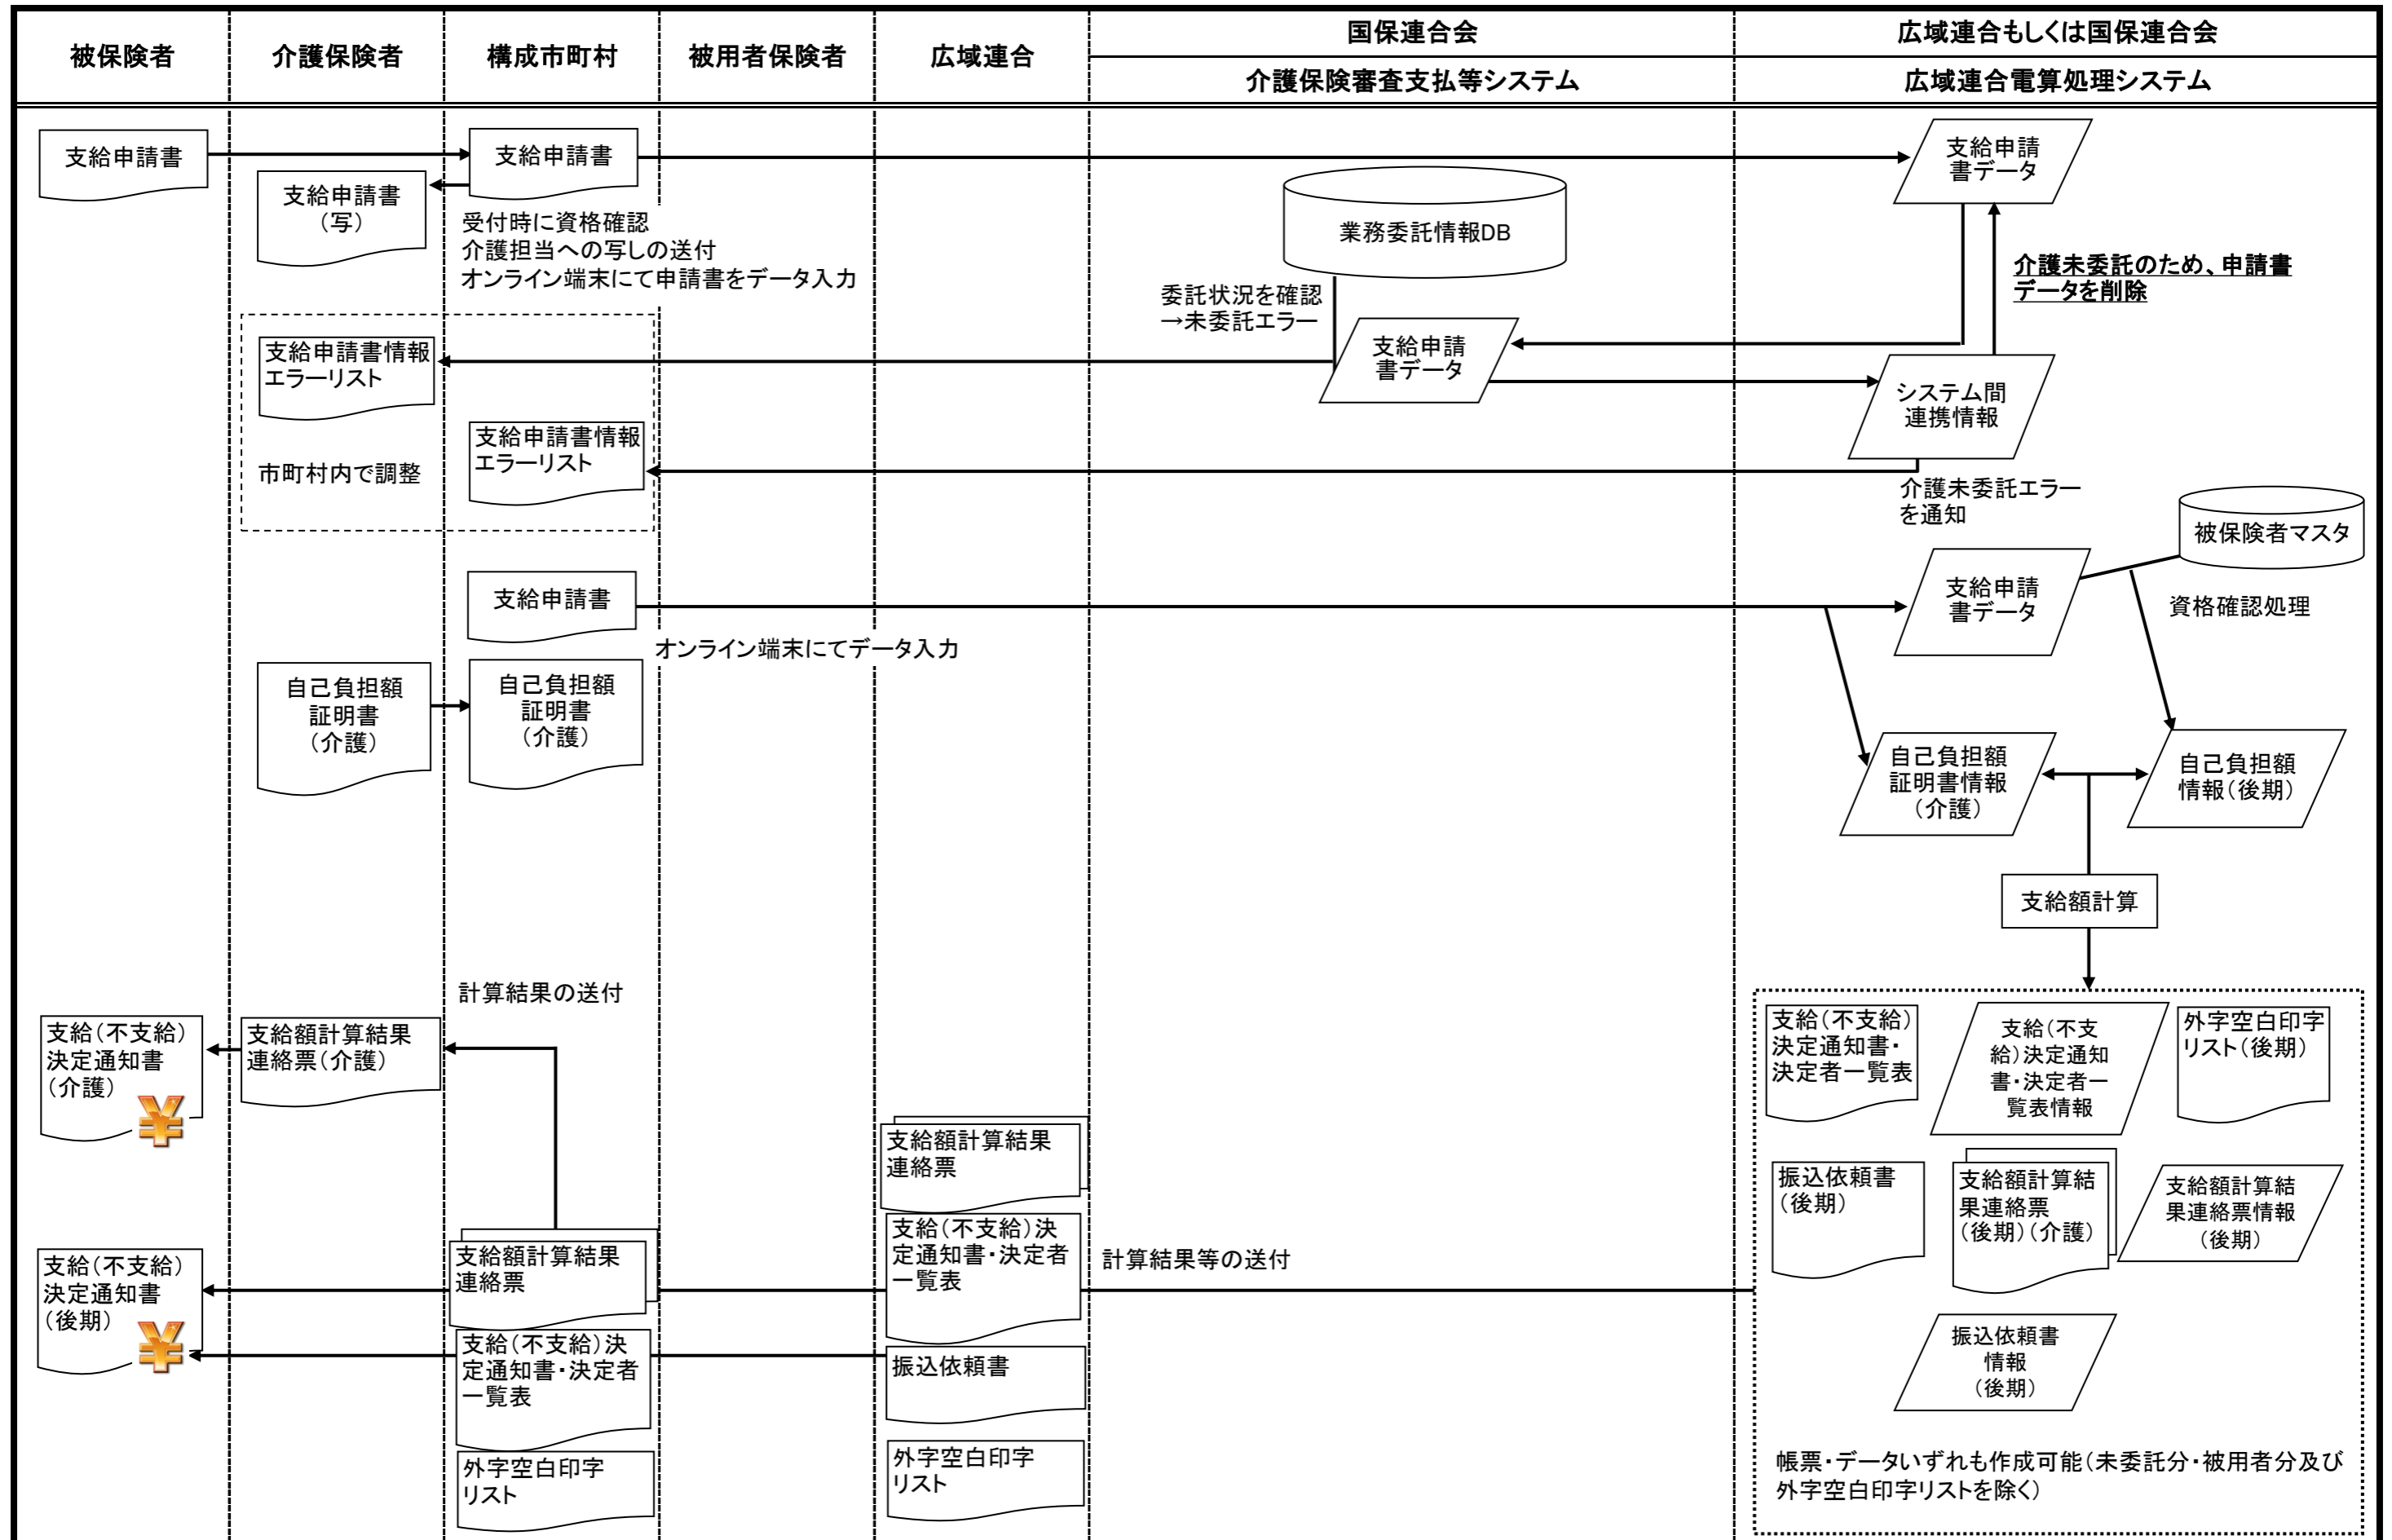 被保険者
介護保険者
構成市町村
被用者保険者
広域連合
国保連合会
介護保険審査支払等システム
広域連合もしくは国保連合会
広域連合電算処理システム
支給申請書
支給申請書
(写)
支給申請書
受付時に資格確認
介護担当への写しの送付
オンライン端末にて申請書をデータ入力
業務委託情報DB
委託状況を確認
→未委託エラー
支給申請
書データ
支給申請
書データ
介護未委託のため、申請書
データを削除
システム間
連携情報
支給申請書情報
エラーリスト
支給申請書情報
エラーリスト
市町村内で調整
介護未委託エラー
を通知
被保険者マスタ
支給申請書
オンライン端末にてデータ入力
支給申請
書データ
資格確認処理
自己負担額
証明書
(介護)
自己負担額
証明書
(介護)
自己負担額
証明書情報
(介護)
自己負担額
情報(後期)
支給額計算
計算結果の送付
支給(不支給)
決定通知書
(介護)
¥
支給額計算結果
連絡票(介護)
支給(不支給)
決定通知書・
決定者一覧表
支給(不支
給)決定通知
書・決定者一
覧表情報
外字空白印字
リスト(後期)
支給額計算結果
連絡票
振込依頼書
(後期)
支給額計算結
果連絡票
(後期)(介護)
支給額計算結
果連絡票情報
(後期)
支給(不支給)
決定通知書
(後期)
¥
支給額計算結果
連絡票
支給(不支給)決
定通知書・決定者
一覧表
計算結果等の送付
支給(不支給)決
定通知書・決定者
一覧表
振込依頼書
振込依頼書
情報
(後期)
外字空白印字
リスト
外字空白印字
リスト
帳票・データいずれも作成可能(未委託分・被用者分及び
外字空白印字リストを除く)